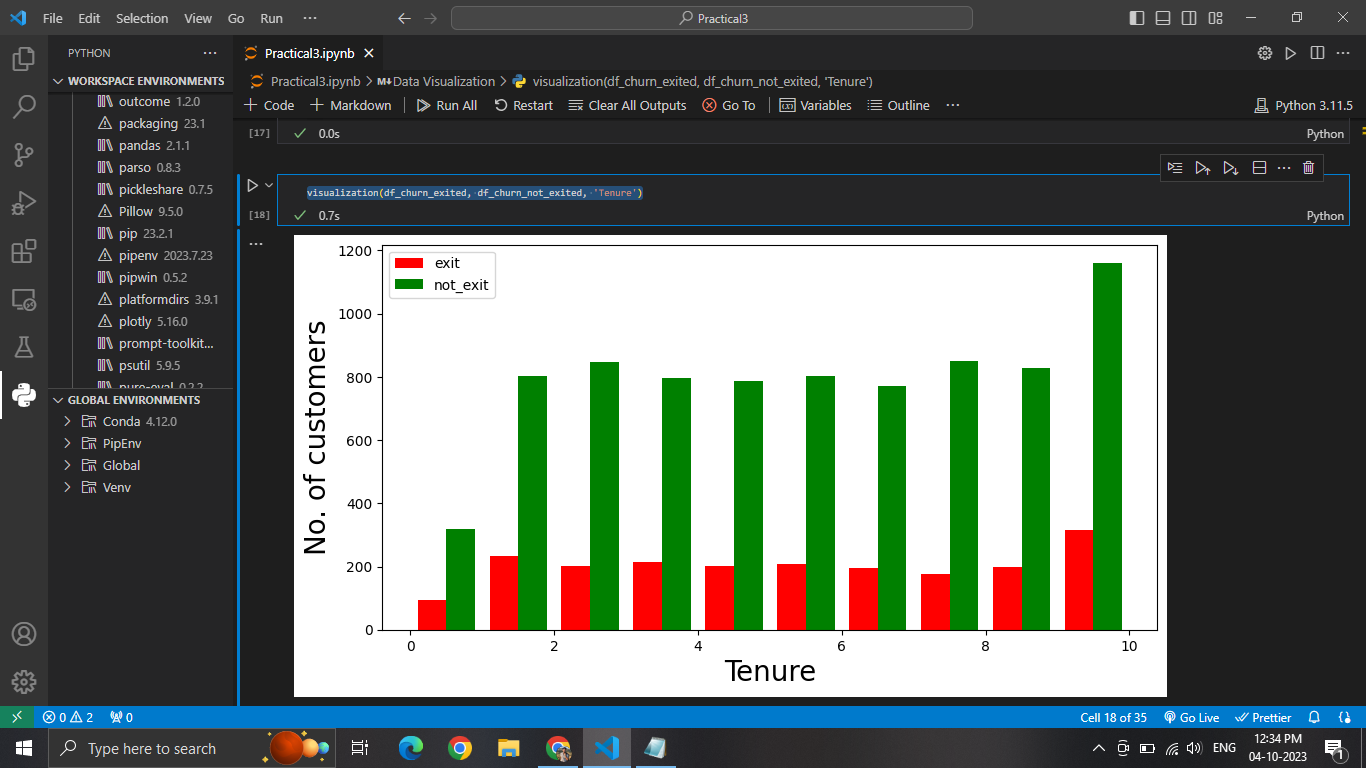 File Edit Selection View Go Run ··· Practical3
PYTHON ···
WORKSPACE ENVIRONMENTS
outcome 1.2.0
packaging 23.1
pandas 2.1.1
parso 0.8.3
pickleshare 0.7.5
Pillow 9.5.0
pip 23.2.1
pipenv 2023.7.23
pipwin 0.5.2
platformdirs 3.9.1
plotly 5.16.0
prompt-toolkit...
psutil 5.9.5
pure-eval 0.2.2
GLOBAL ENVIRONMENTS
Conda 4.12.0
PipEnv
Global
Venv
Practical3.ipynb
Practical3.ipynb > M↓Data Visualization > visualization(df_churn_exited, df_churn_not_exited, 'Tenure')
+ Code + Markdown Run All Restart Clear All Outputs Go To Variables Outline ··· Python 3.11.5
[17] 0.0s Python
visualization(df_churn_exited, df_churn_not_exited, 'Tenure')
[18] 0.7s Python
exit
not_exit
No. of customers
1200
1000
800
600
400
200
0
0 2 4 6 8 10
Tenure
0 2 0 Cell 18 of 35 Go Live Prettier
Type here to search ENG 12:34 PM
04-10-2023 1